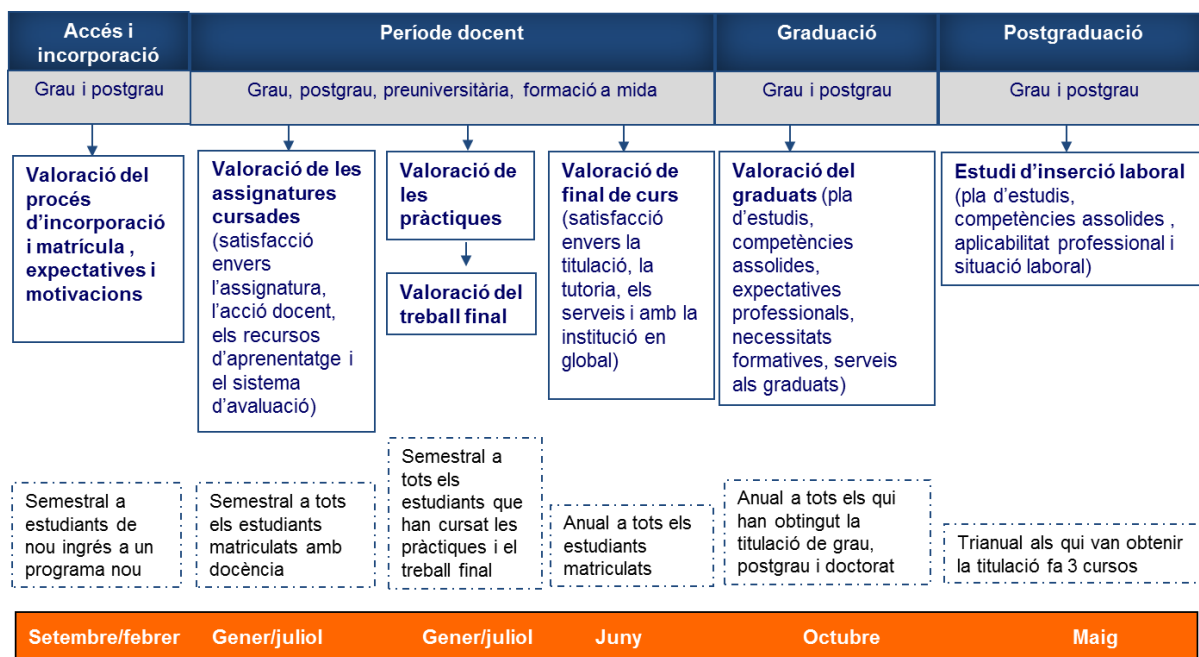 Accés i
incorporació
Període docent
Graduació
Postgraduació
Grau i postgrau
Grau, postgrau, preuniversitària, formació a mida
Grau i postgrau
Grau i postgrau
Valoració del
procés
d’incorporació
i matrícula ,
expectatives i
motivacions
Valoració de les
assignatures
cursades
(satisfacció
envers
l’assignatura,
l’acció docent,
els recursos
d’aprenentatge i
el sistema
d’avaluació)
Valoració de
les
pràctiques
Valoració del
treball final
Valoració de
final de curs
(satisfacció
envers la
titulació, la
tutoria, els
serveis i amb la
institució en
global)
Valoració del
graduats (pla
d’estudis,
competències
assolides,
expectatives
professionals,
necessitats
formatives, serveis
als graduats)
Estudi d’inserció laboral
(pla d’estudis,
competències assolides ,
aplicabilitat professional i
situació laboral)
Semestral a
estudiants de
nou ingrés a un
programa nou
Semestral a tots
els estudiants
matriculats amb
docència
Semestral a
tots els
estudiants que
han cursat les
pràctiques i el
treball final
Anual a tots els
estudiants
matriculats
Anual a tots els qui
han obtingut la
titulació de grau,
postgrau i doctorat
Trianual als qui van obtenir
la titulació fa 3 cursos
Setembre/febrer
Gener/juliol
Gener/juliol
Juny
Octubre
Maig